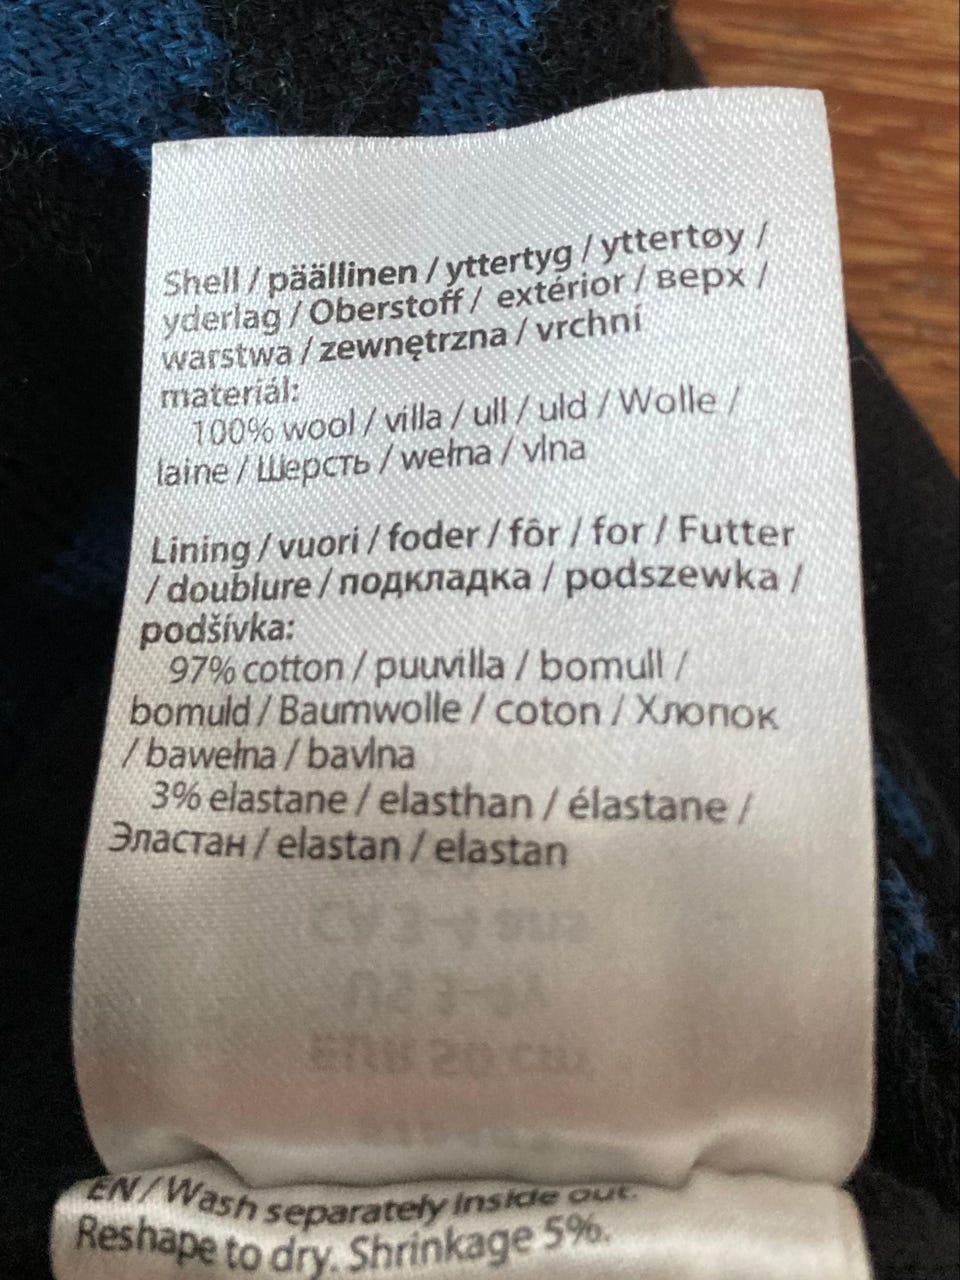 Shell / päällinen / yttertyg / yttertøy /
yderlag / Oberstoff / extérior / верх /
warstwa / zewnętrzna / vrchní
materiál:
100% wool / villa / ull / uld / Wolle /
laine / Шерсть / wełna / vlna
Lining / vuori / foder / fôr / for / Futter
/ doublure / подкладка / podszewka /
podšívka:
97% cotton / puuvilla / bomull /
bomuld / Baumwolle / coton / Хлопок
/ bawełna / bavlna
3% elastane / elasthan / élastane /
Эластан / elastan / elastan
EN / Wash separately inside out.
Reshape to dry. Shrinkage 5%.